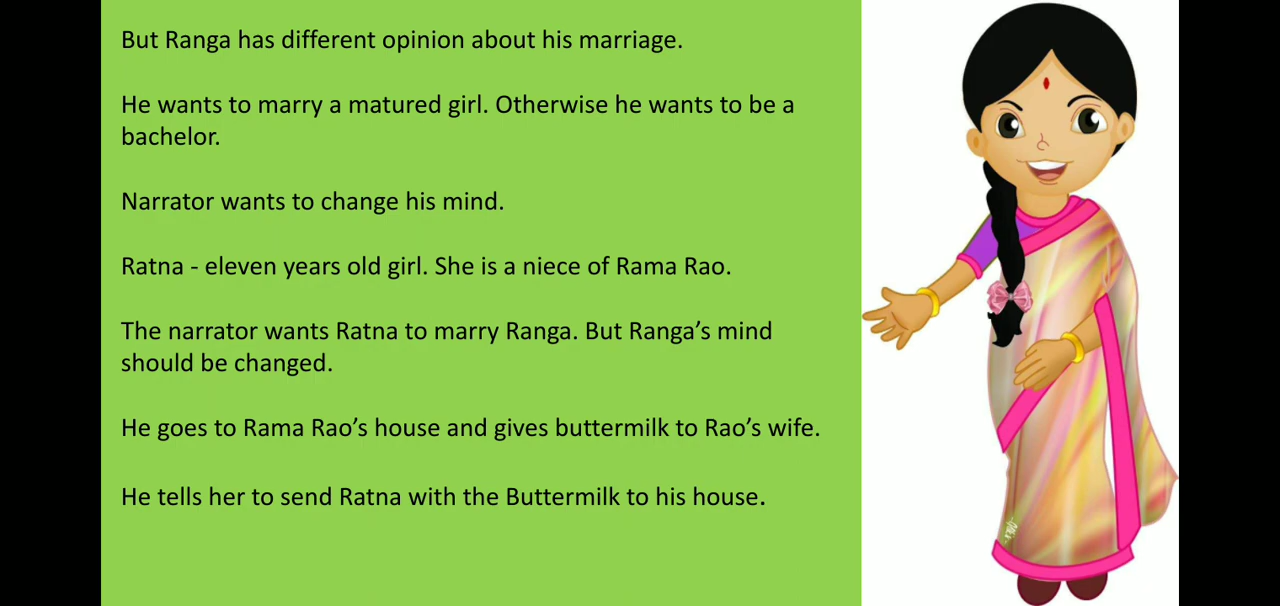 But Ranga has different opinion about his marriage.
He wants to marry a matured girl. Otherwise he wants to be a
bachelor.
Narrator wants to change his mind.
Ratna - eleven years old girl. She is a niece of Rama Rao.
The narrator wants Ratna to marry Ranga. But Ranga’s mind
should be changed.
He goes to Rama Rao’s house and gives buttermilk to Rao’s wife.
He tells her to send Ratna with the Buttermilk to his house.